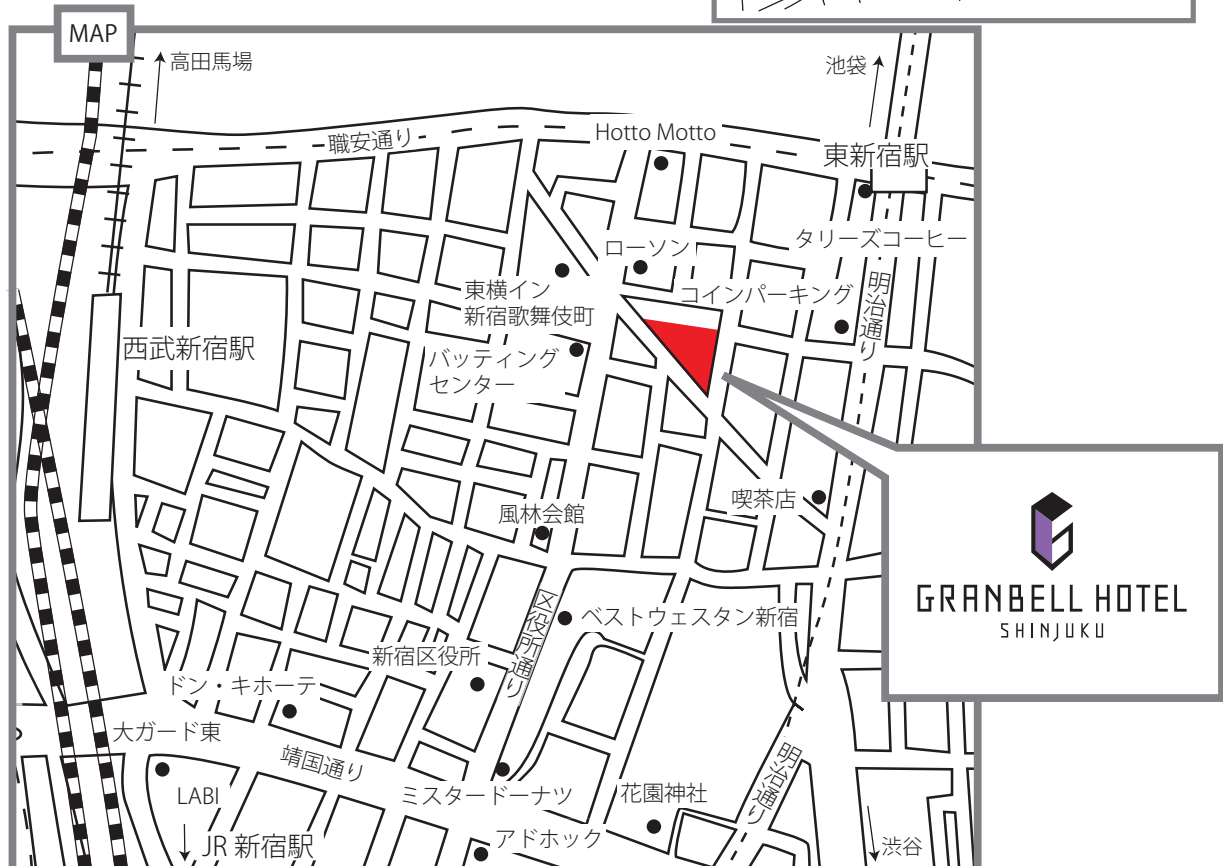 MAP
高田馬場
池袋
職安通り
Hotto Motto
東新宿駅
ローソン
タリーズコーヒー
東横イン
新宿歌舞伎町
コインパーキング
明治通り
西武新宿駅
バッティング
センター
喫茶店
風林会館
GRANBELL HOTEL
SHINJUKU
区役所通り
ベストウェスタン新宿
新宿区役所
ドン・キホーテ
大ガード東
靖国通り
明治通り
LABI
ミスタードーナツ
花園神社
JR 新宿駅
アドホック
渋谷